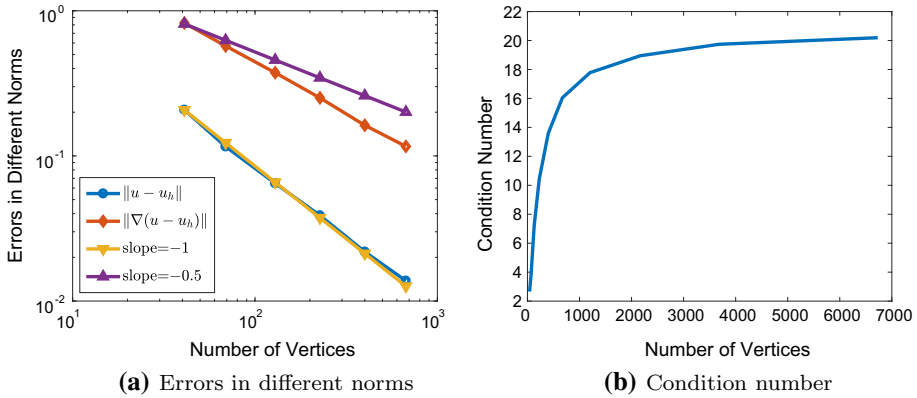 10^0
10^{-1}
10^{-2}
10^1
10^2
10^3
Errors in Different Norms
Number of Vertices
‖u − u_h‖
‖∇(u − u_h)‖
slope=−1
slope=−0.5
(a) Errors in different norms
22
20
18
16
14
12
10
8
6
4
2
0 1000 2000 3000 4000 5000 6000 7000
Condition Number
Number of Vertices
(b) Condition number